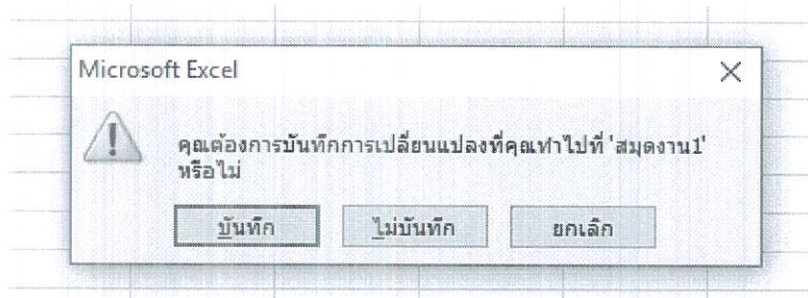 Microsoft Excel
คุณต้องการบันทึกการเปลี่ยนแปลงที่คุณทำไปที่ 'สมุดงาน1'
หรือไม่
บันทึก ไม่บันทึก ยกเลิก